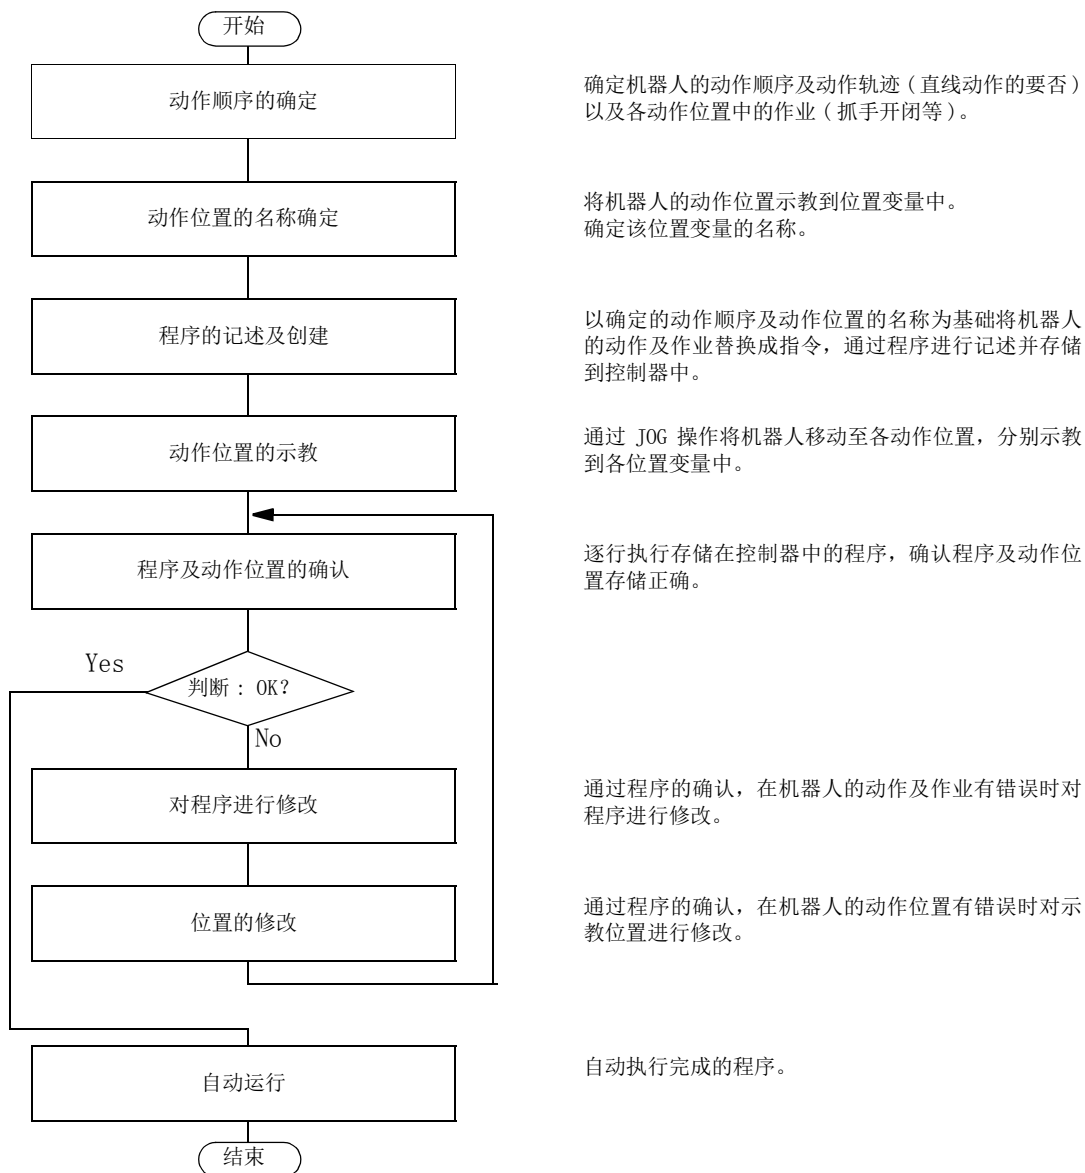 开始
动作顺序的确定
确定机器人的动作顺序及动作轨迹 ( 直线动作的要否 )
以及各动作位置中的作业 ( 抓手开闭等 )。
动作位置的名称确定
将机器人的动作位置示教到位置变量中。
确定该位置变量的名称。
程序的记述及创建
以确定的动作顺序及动作位置的名称为基础将机器人
的动作及作业替换成指令，通过程序进行记述并存储
到控制器中。
动作位置的示教
通过 JOG 操作将机器人移动至各动作位置，分别示教
到各位置变量中。
程序及动作位置的确认
逐行执行存储在控制器中的程序，确认程序及动作位
置存储正确。
Yes
判断 : OK?
No
对程序进行修改
通过程序的确认，在机器人的动作及作业有错误时对
程序进行修改。
位置的修改
通过程序的确认，在机器人的动作位置有错误时对示
教位置进行修改。
自动运行
自动执行完成的程序。
结束